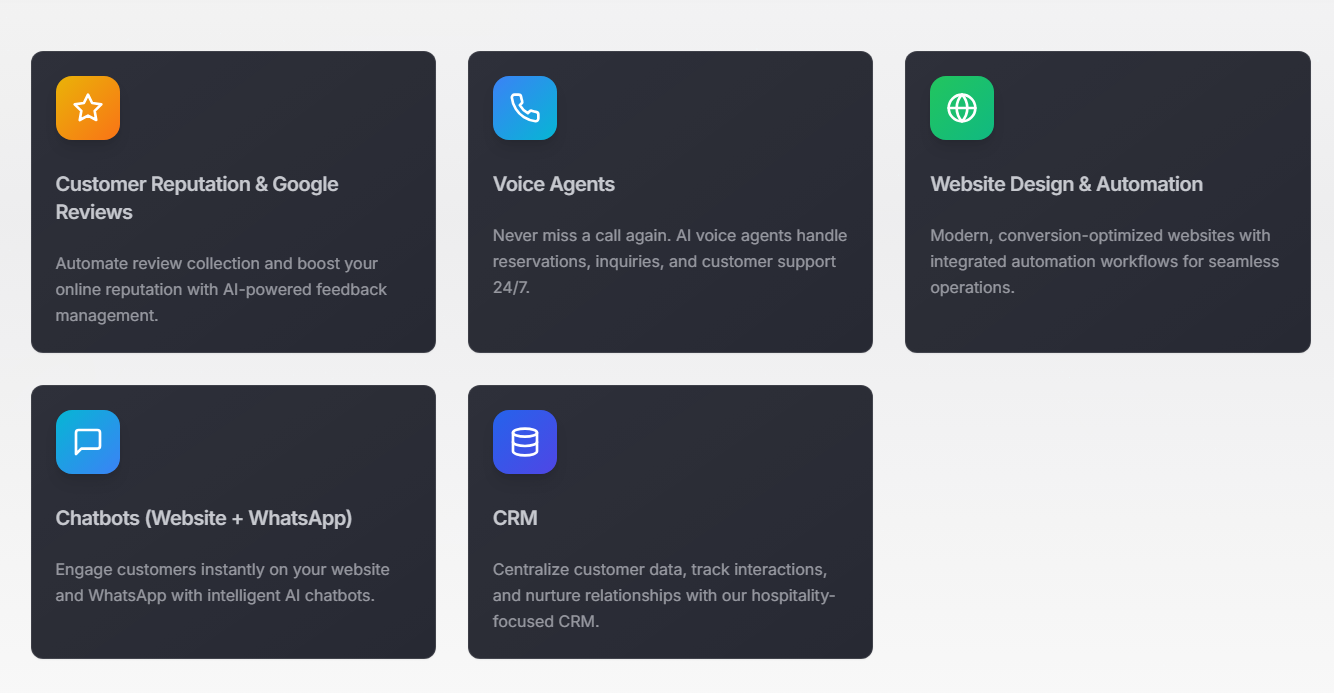 Customer Reputation & Google
Reviews
Automate review collection and boost your
online reputation with AI-powered feedback
management.
Voice Agents
Never miss a call again. AI voice agents handle
reservations, inquiries, and customer support
24/7.
Website Design & Automation
Modern, conversion-optimized websites with
integrated automation workflows for seamless
operations.
Chatbots (Website + WhatsApp)
Engage customers instantly on your website
and WhatsApp with intelligent AI chatbots.
CRM
Centralize customer data, track interactions,
and nurture relationships with our hospitality-
focused CRM.